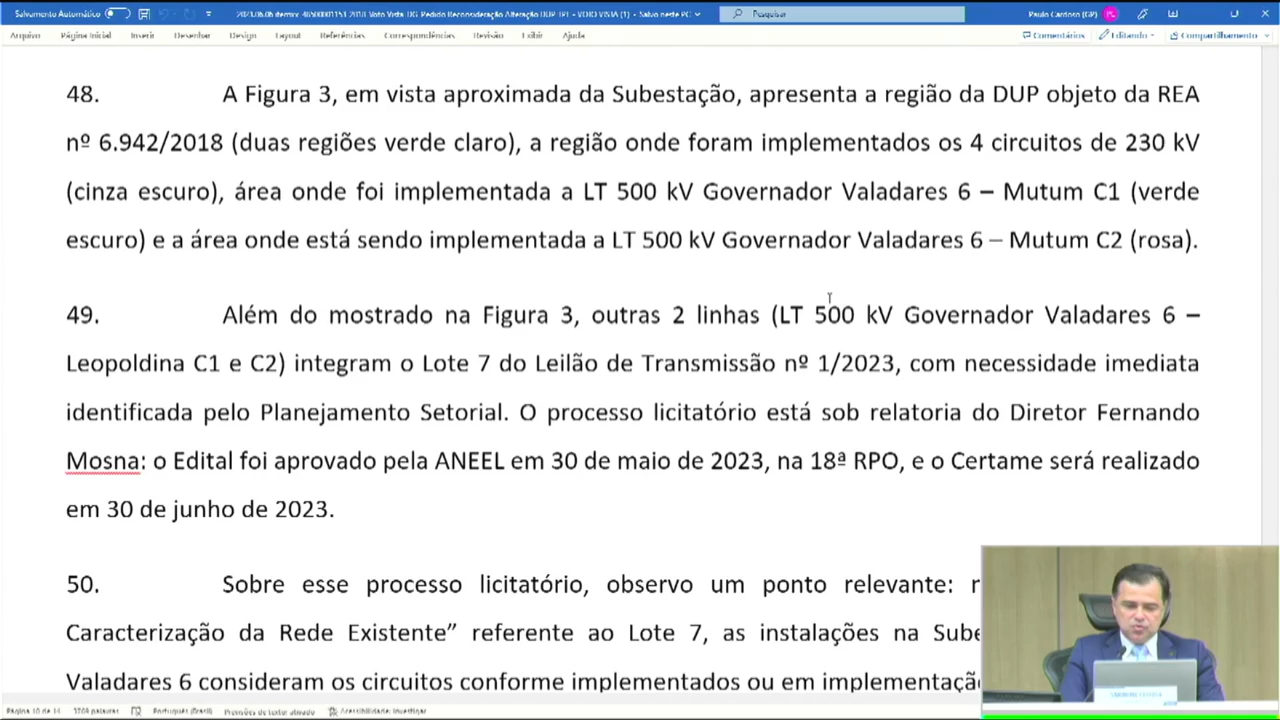 Salvamento Automático
Pesquisar
Paulo Cardoso (GP)
Arquivo Página Inicial Inserir Desenhar Design Layout Referências Correspondências Revisão Exibir Ajuda
Comentários Editando Compartilhamento
48. A Figura 3, em vista aproximada da Subestação, apresenta a região da DUP objeto da REA
nº 6.942/2018 (duas regiões verde claro), a região onde foram implementados os 4 circuitos de 230 kV
(cinza escuro), área onde foi implementada a LT 500 kV Governador Valadares 6 – Mutum C1 (verde
escuro) e a área onde está sendo implementada a LT 500 kV Governador Valadares 6 – Mutum C2 (rosa).
49. Além do mostrado na Figura 3, outras 2 linhas (LT 500 kV Governador Valadares 6 –
Leopoldina C1 e C2) integram o Lote 7 do Leilão de Transmissão nº 1/2023, com necessidade imediata
identificada pelo Planejamento Setorial. O processo licitatório está sob relatoria do Diretor Fernando
Mosna: o Edital foi aprovado pela ANEEL em 30 de maio de 2023, na 18ª RPO, e o Certame será realizado
em 30 de junho de 2023.
50. Sobre esse processo licitatório, observo um ponto relevante:
Caracterização da Rede Existente” referente ao Lote 7, as instalações na Sube
Valadares 6 consideram os circuitos conforme implementados ou em implementaçã
Português (Brasil)